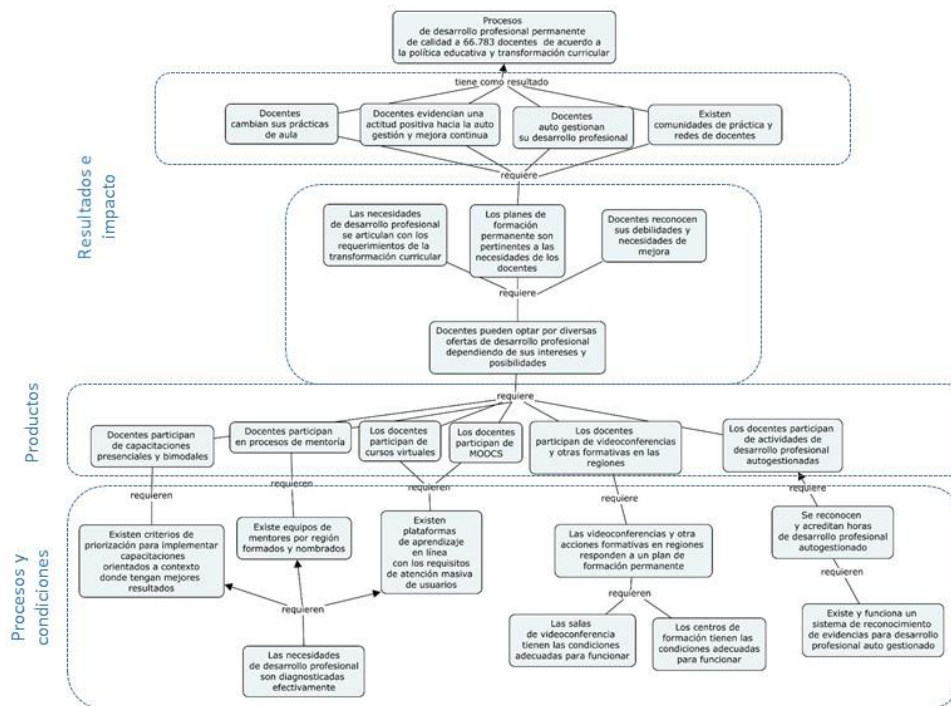 Procesos
de desarrollo profesional permanente
de calidad a 66.783 docentes de acuerdo a
la política educativa y transformación curricular
tiene como resultado
Docentes
cambian sus prácticas
de aula
Docentes evidencian una
actitud positiva hacia la auto
gestión y mejora continua
Docentes
auto gestionan
su desarrollo profesional
Existen
comunidades de práctica y
redes de docentes
requiere
Resultados e
impacto
Las necesidades
de desarrollo profesional
se articulan con los
requerimientos de la
transformación curricular
Los planes de
formación
permanente son
pertinentes a las
necesidades de los
docentes
Docentes reconocen
sus debilidades y
necesidades de
mejora
requiere
Docentes pueden optar por diversas
ofertas de desarrollo profesional
dependiendo de sus intereses y
posibilidades
requiere
Productos
Docentes participan
de capacitaciones
presenciales y bimodales
Docentes participan
en procesos de mentoría
Los docentes
participan de
cursos virtuales
Los docentes
participan de
MOOCS
Los docentes
participan de videoconferencias
y otras formativas en las
regiones
Los docentes participan
de actividades de
desarrollo profesional
autogestionadas
requieren
requieren
requieren
requiere
requiere
Procesos y
condiciones
Existen criterios de
priorización para implementar
capacitaciones
orientados a contexto
donde tengan mejores
resultados
Existe equipos de
mentores por región
formados y nombrados
Existen
plataformas
de aprendizaje
en línea
con los requisitos
de atención masiva
de usuarios
Las videoconferencias y otra
acciones formativas en regiones
responden a un plan de
formación permanente
Se reconocen
y acreditan horas
de desarrollo profesional
autogestionado
requieren
requieren
requieren
Las necesidades
de desarrollo profesional
son diagnosticadas
efectivamente
Las salas
de videoconferencia
tienen las condiciones
adecuadas para funcionar
Los centros de
formación tienen las
condiciones adecuadas
para funcionar
Existe y funciona un
sistema de reconocimiento
de evidencias para desarrollo
profesional auto gestionado